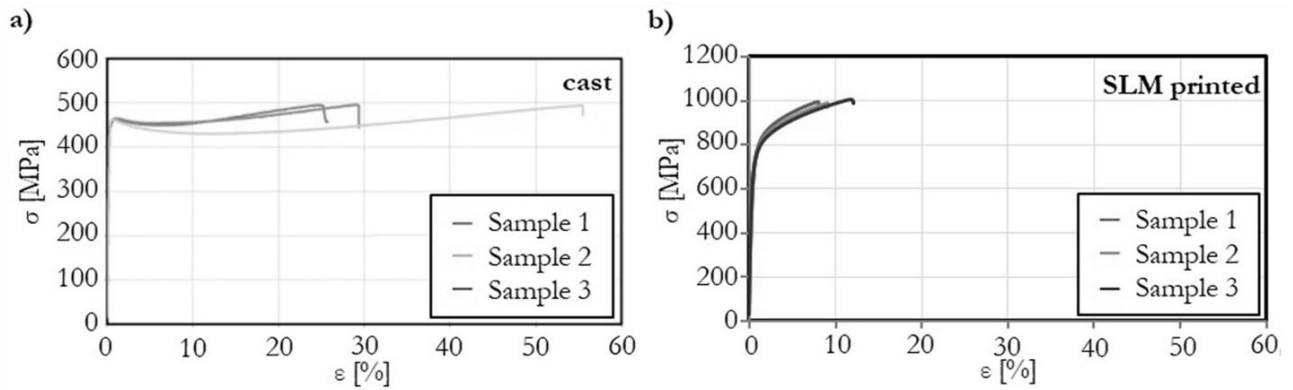 a)
cast
600
500
400
300
200
100
0
σ [MPa]
0 10 20 30 40 50 60
ε [%]
Sample 1
Sample 2
Sample 3
b)
SLM printed
1200
1000
800
600
400
200
0
σ [MPa]
0 10 20 30 40 50 60
ε [%]
Sample 1
Sample 2
Sample 3